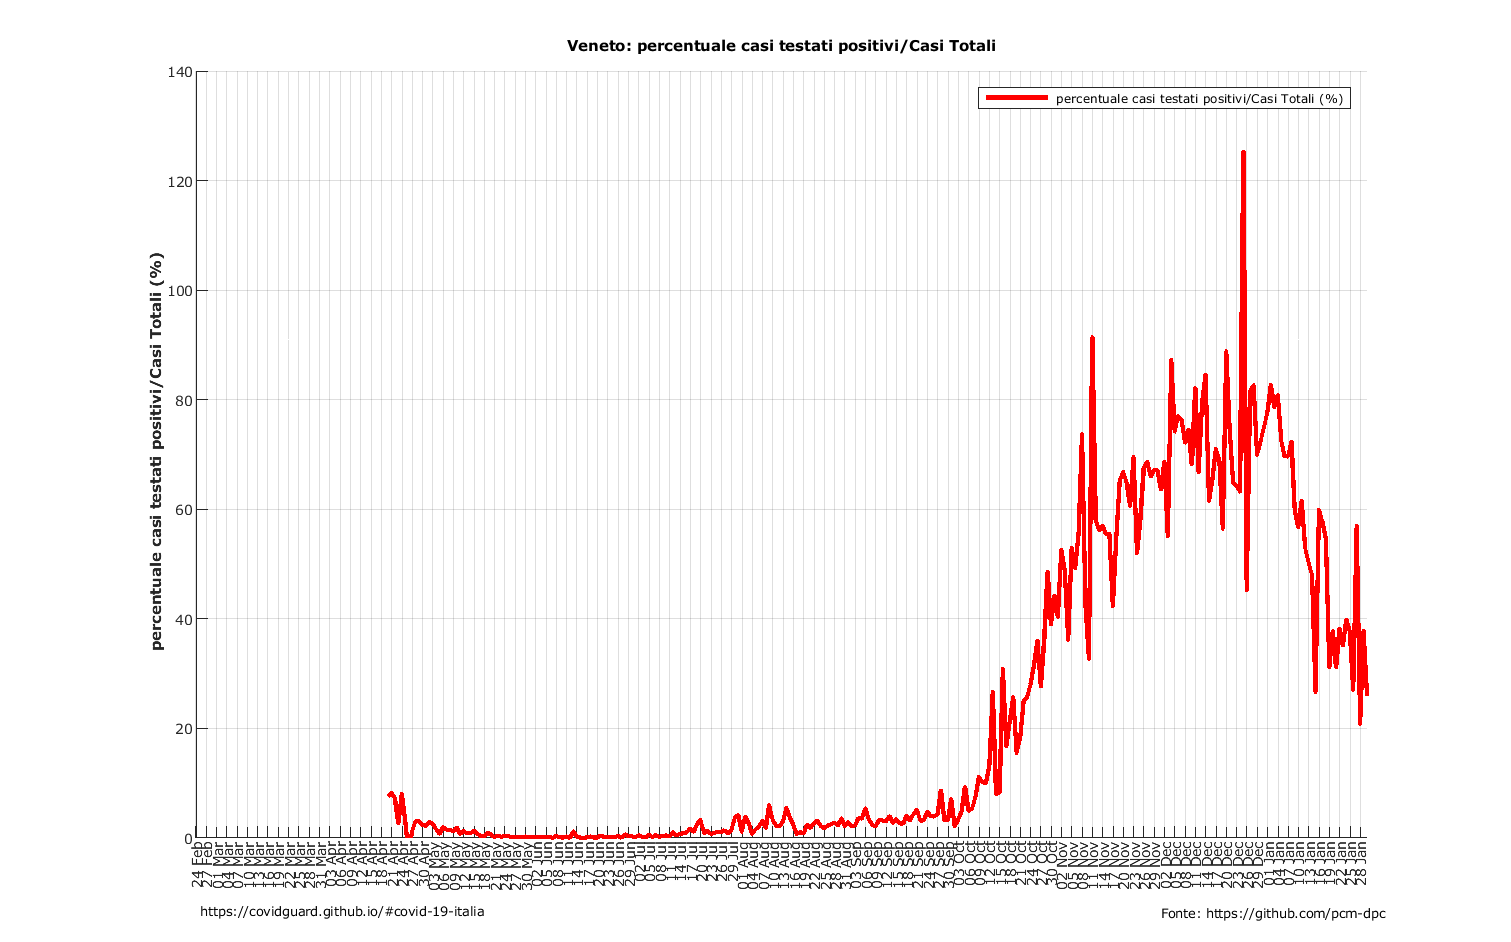 Veneto: percentuale casi testati positivi/Casi Totali
percentuale casi testati positivi/Casi Totali (%)
percentuale casi testati positivi/Casi Totali (%)
140
120
100
80
60
40
20
0
24 Feb
27 Feb
01 Mar
04 Mar
07 Mar
10 Mar
13 Mar
16 Mar
19 Mar
22 Mar
25 Mar
28 Mar
31 Mar
03 Apr
06 Apr
09 Apr
12 Apr
15 Apr
18 Apr
21 Apr
24 Apr
27 Apr
30 Apr
03 May
06 May
09 May
12 May
15 May
18 May
21 May
24 May
27 May
30 May
02 Jun
05 Jun
08 Jun
11 Jun
14 Jun
17 Jun
20 Jun
23 Jun
26 Jun
29 Jun
02 Jul
05 Jul
08 Jul
11 Jul
14 Jul
17 Jul
20 Jul
23 Jul
26 Jul
29 Jul
01 Aug
04 Aug
07 Aug
10 Aug
13 Aug
16 Aug
19 Aug
22 Aug
25 Aug
28 Aug
31 Aug
03 Sep
06 Sep
09 Sep
12 Sep
15 Sep
18 Sep
21 Sep
24 Sep
27 Sep
30 Sep
03 Oct
06 Oct
09 Oct
12 Oct
15 Oct
18 Oct
21 Oct
24 Oct
27 Oct
30 Oct
02 Nov
05 Nov
08 Nov
11 Nov
14 Nov
17 Nov
20 Nov
23 Nov
26 Nov
29 Nov
02 Dec
05 Dec
08 Dec
11 Dec
14 Dec
17 Dec
20 Dec
23 Dec
26 Dec
29 Dec
01 Jan
04 Jan
07 Jan
10 Jan
13 Jan
16 Jan
19 Jan
22 Jan
25 Jan
28 Jan
https://covidguard.github.io/#covid-19-italia
Fonte: https://github.com/pcm-dpc